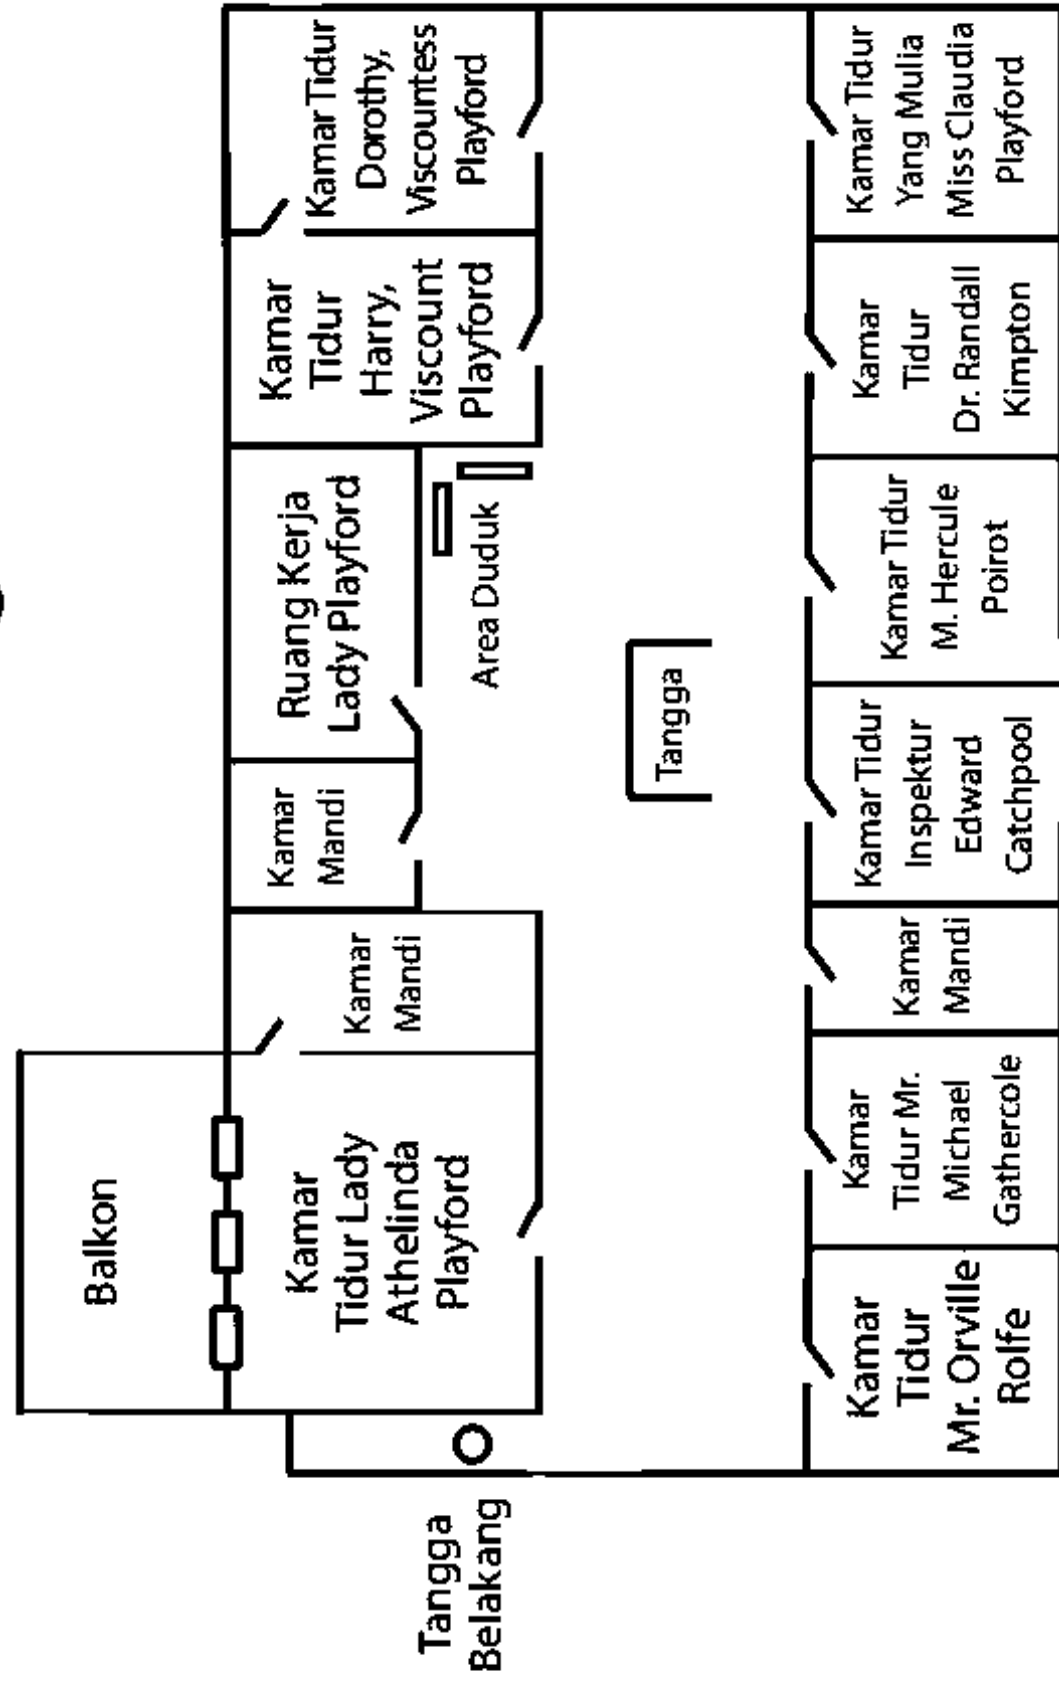 Balkon
Kamar
Tidur Lady
Athelinda
Playford
Kamar
Mandi
Kamar
Mandi
Ruang Kerja
Lady Playford
Kamar
Tidur
Harry,
Viscount
Playford
Kamar Tidur
Dorothy,
Viscountess
Playford
Tangga
Belakang
Area Duduk
Tangga
Kamar
Tidur
Mr. Orville
Rolfe
Kamar
Tidur Mr.
Michael
Gathercole
Kamar
Mandi
Kamar Tidur
Inspektur
Edward
Catchpool
Kamar Tidur
M. Hercule
Poirot
Kamar
Tidur
Dr. Randall
Kimpton
Kamar Tidur
Yang Mulia
Miss Claudia
Playford